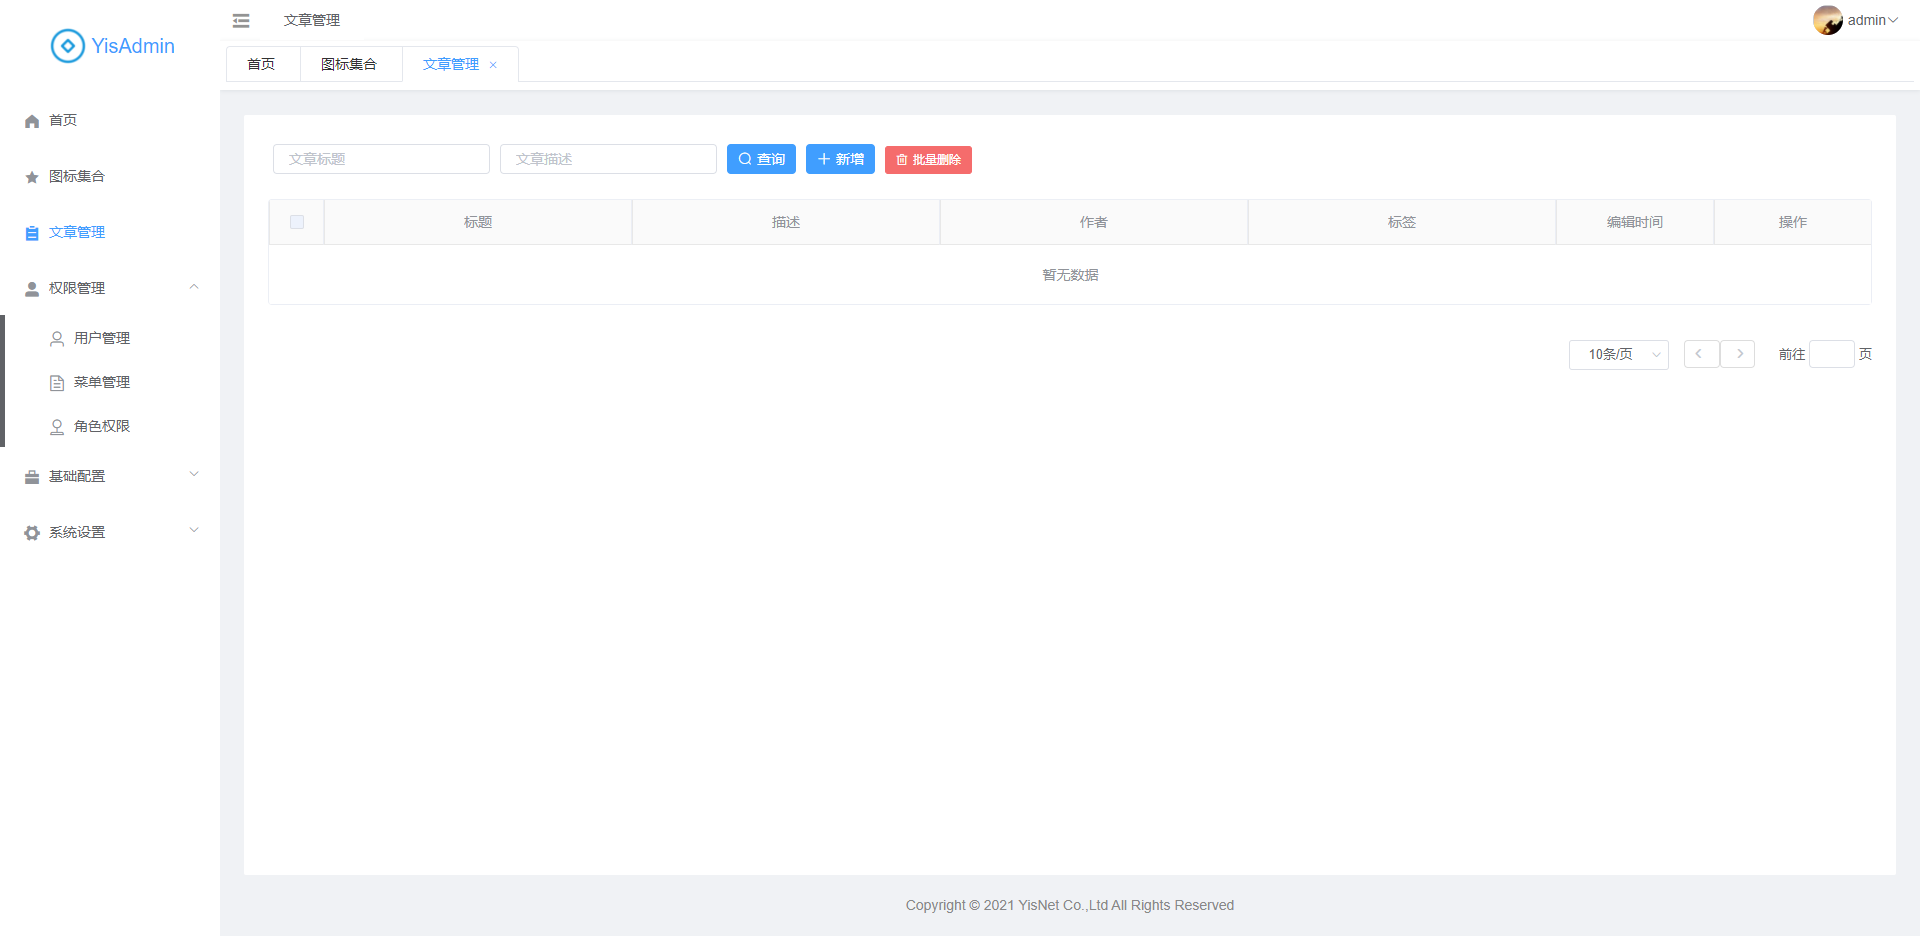 YisAdmin
首页
图标集合
文章管理
权限管理
用户管理
菜单管理
角色权限
基础配置
系统设置
文章管理
admin
首页 图标集合 文章管理
文章标题 文章描述 查询 新增 批量删除
标题 描述 作者 标签 编辑时间 操作
暂无数据
10条/页 前往 页
Copyright © 2021 YisNet Co.,Ltd All Rights Reserved